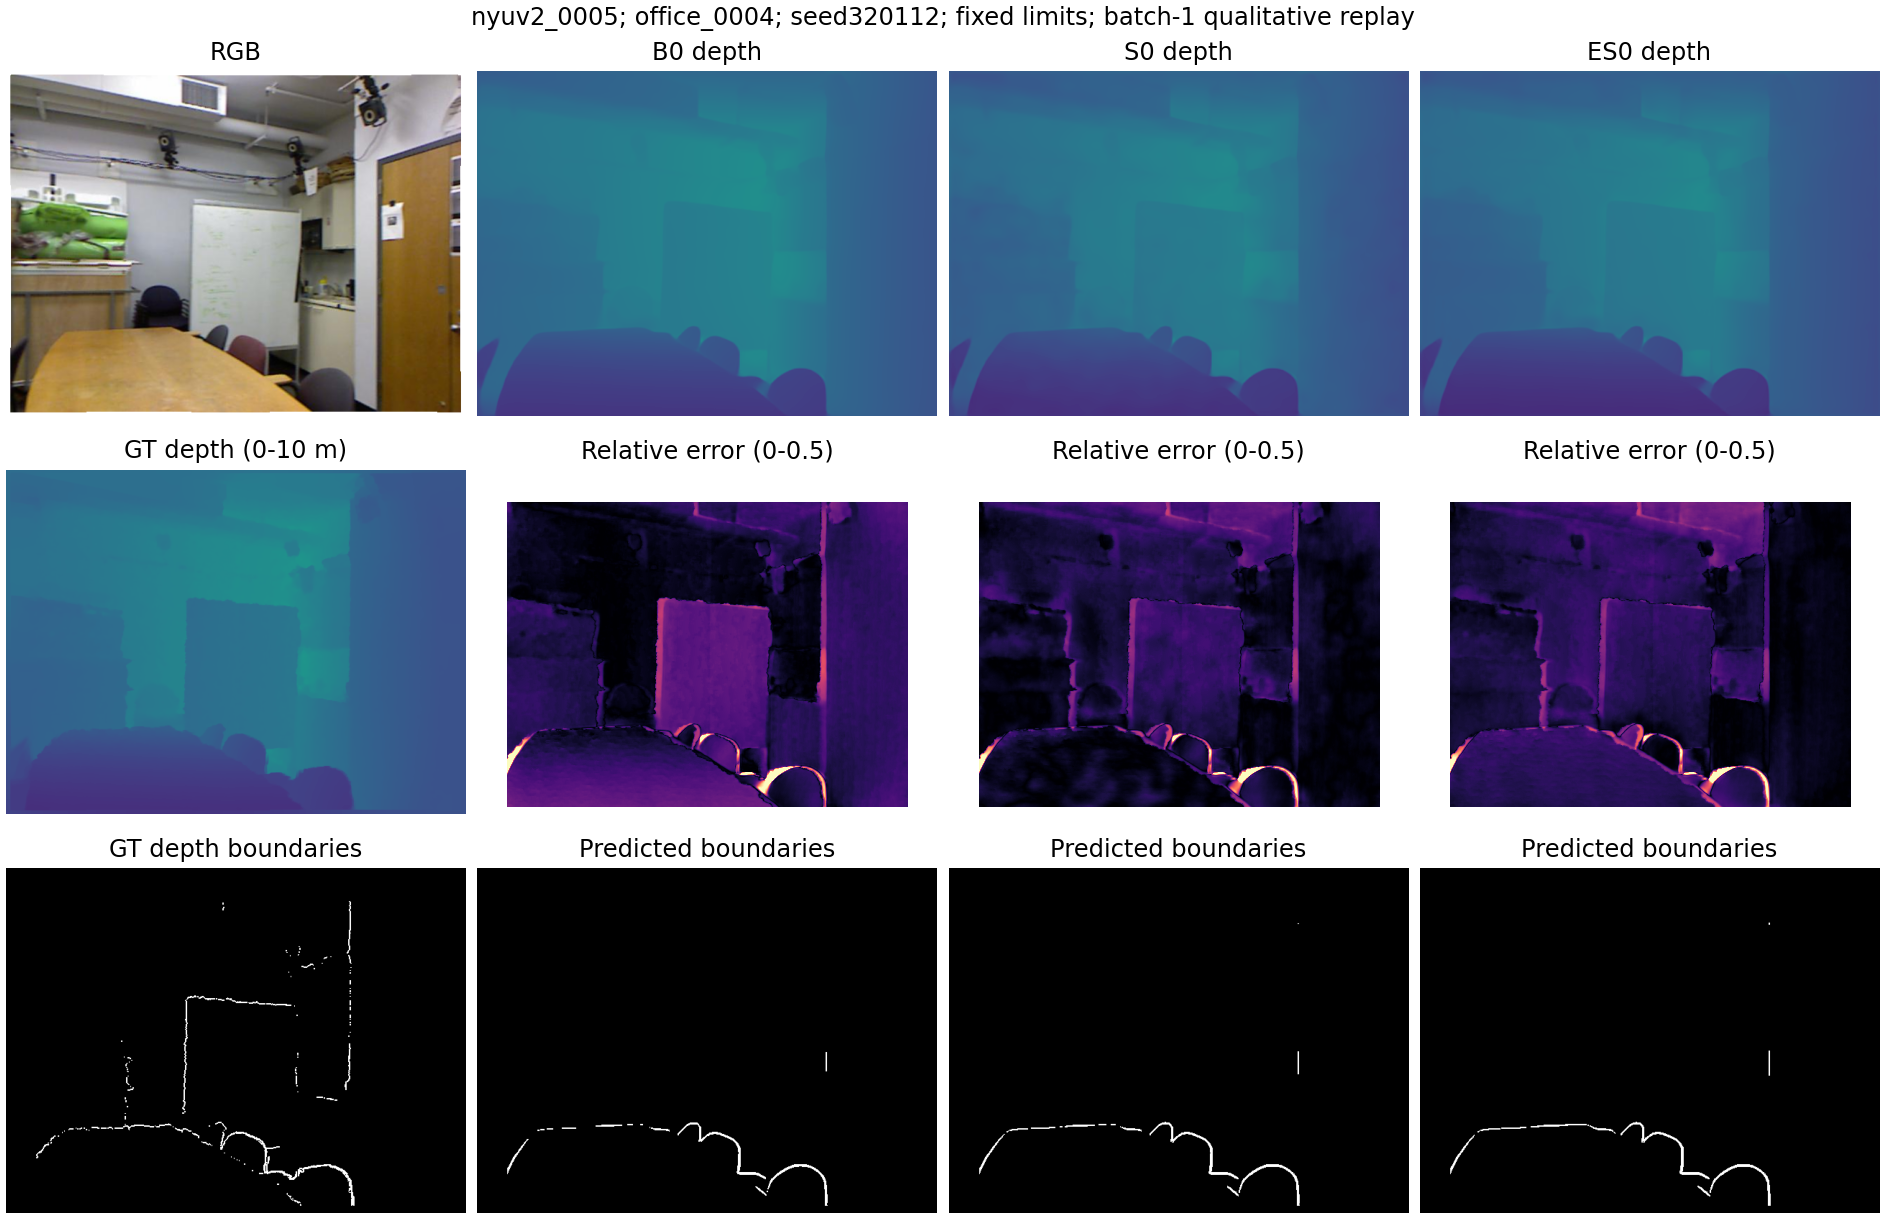 nyuv2_0005; office_0004; seed320112; fixed limits; batch-1 qualitative replay
RGB
B0 depth
S0 depth
ES0 depth
GT depth (0-10 m)
Relative error (0-0.5)
Relative error (0-0.5)
Relative error (0-0.5)
GT depth boundaries
Predicted boundaries
Predicted boundaries
Predicted boundaries